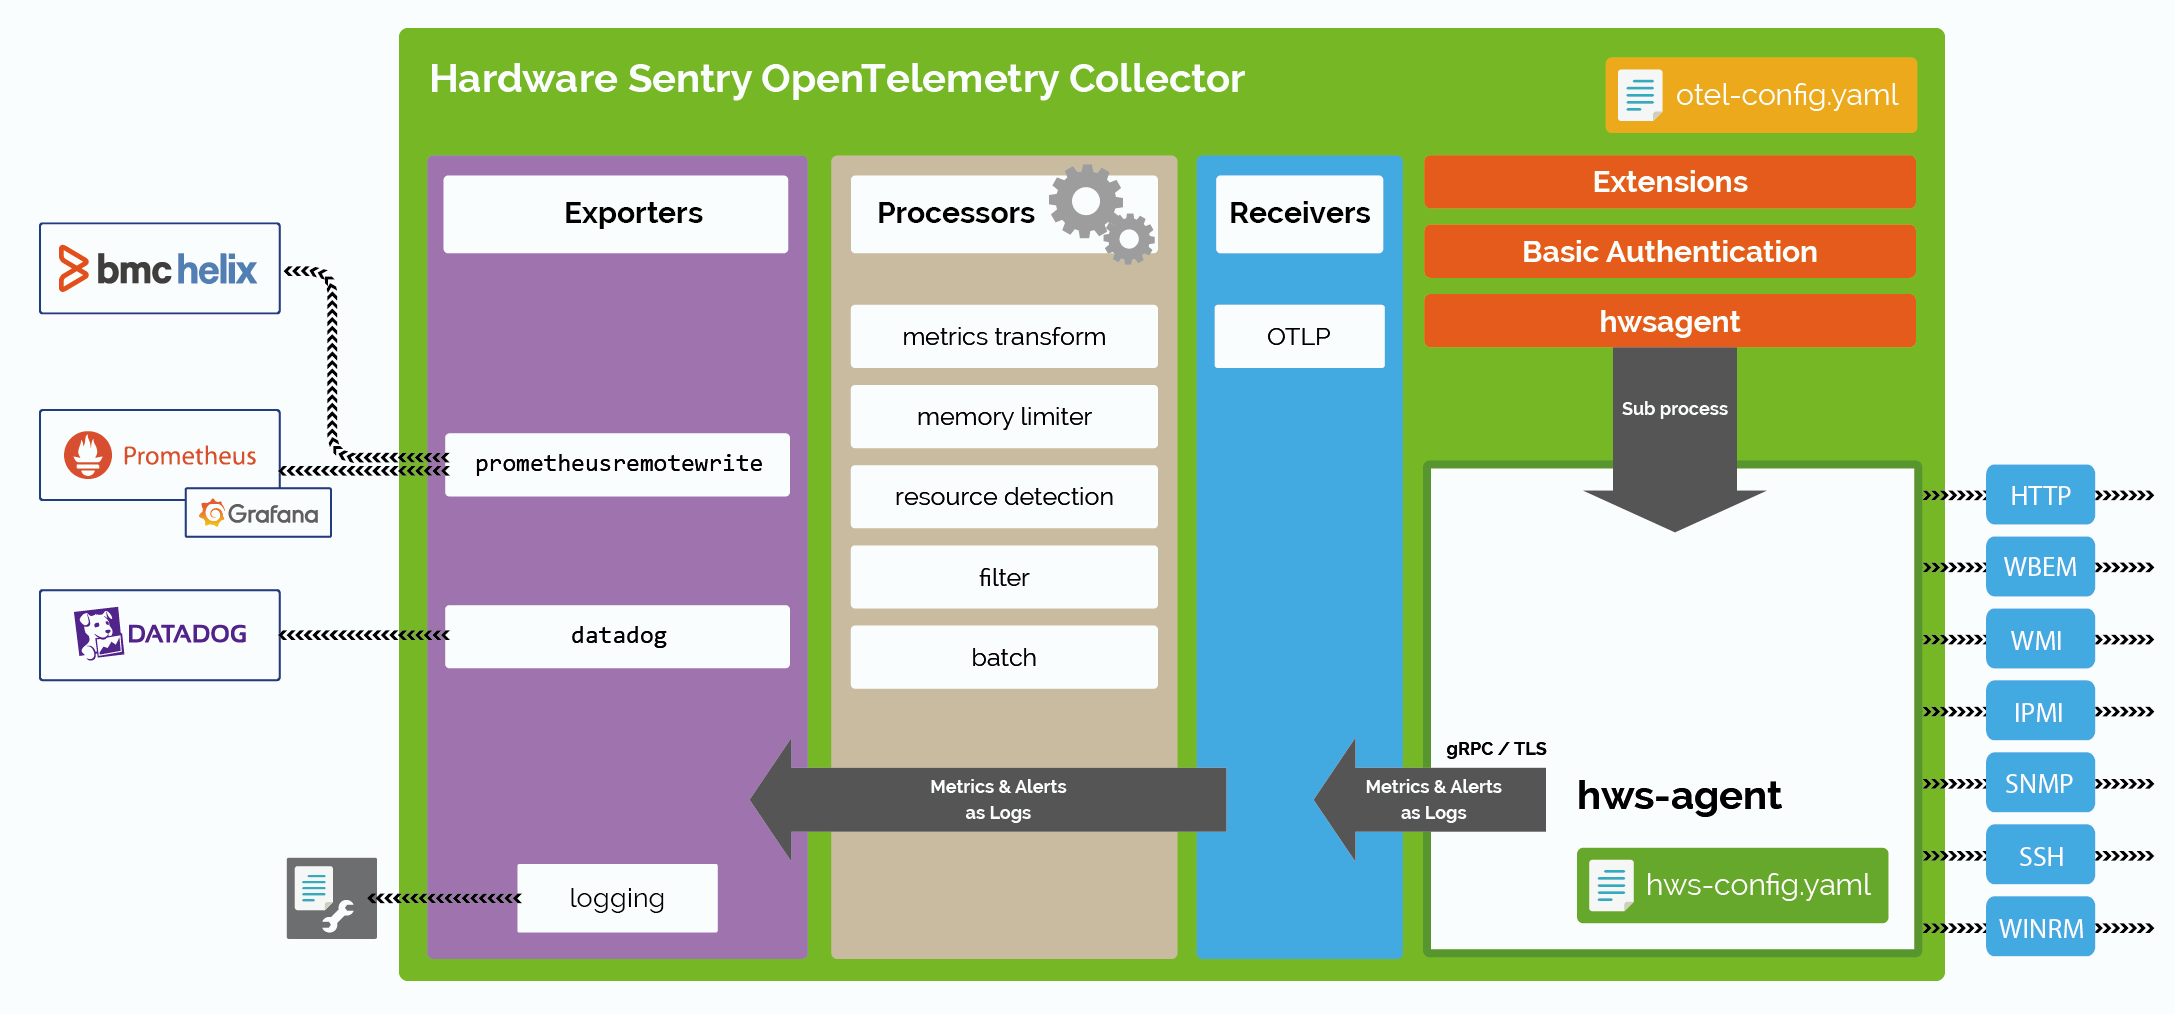 Hardware Sentry OpenTelemetry Collector
otel-config.yaml
Exporters
Processors
Receivers
Extensions
Basic Authentication
hwsagent
Sub process
bmc helix
Prometheus
Grafana
DATADOG
prometheusremotewrite
datadog
logging
metrics transform
memory limiter
resource detection
filter
batch
OTLP
Metrics & Alerts
as Logs
gRPC / TLS
Metrics & Alerts
as Logs
hws-agent
hws-config.yaml
HTTP
WBEM
WMI
IPMI
SNMP
SSH
WINRM